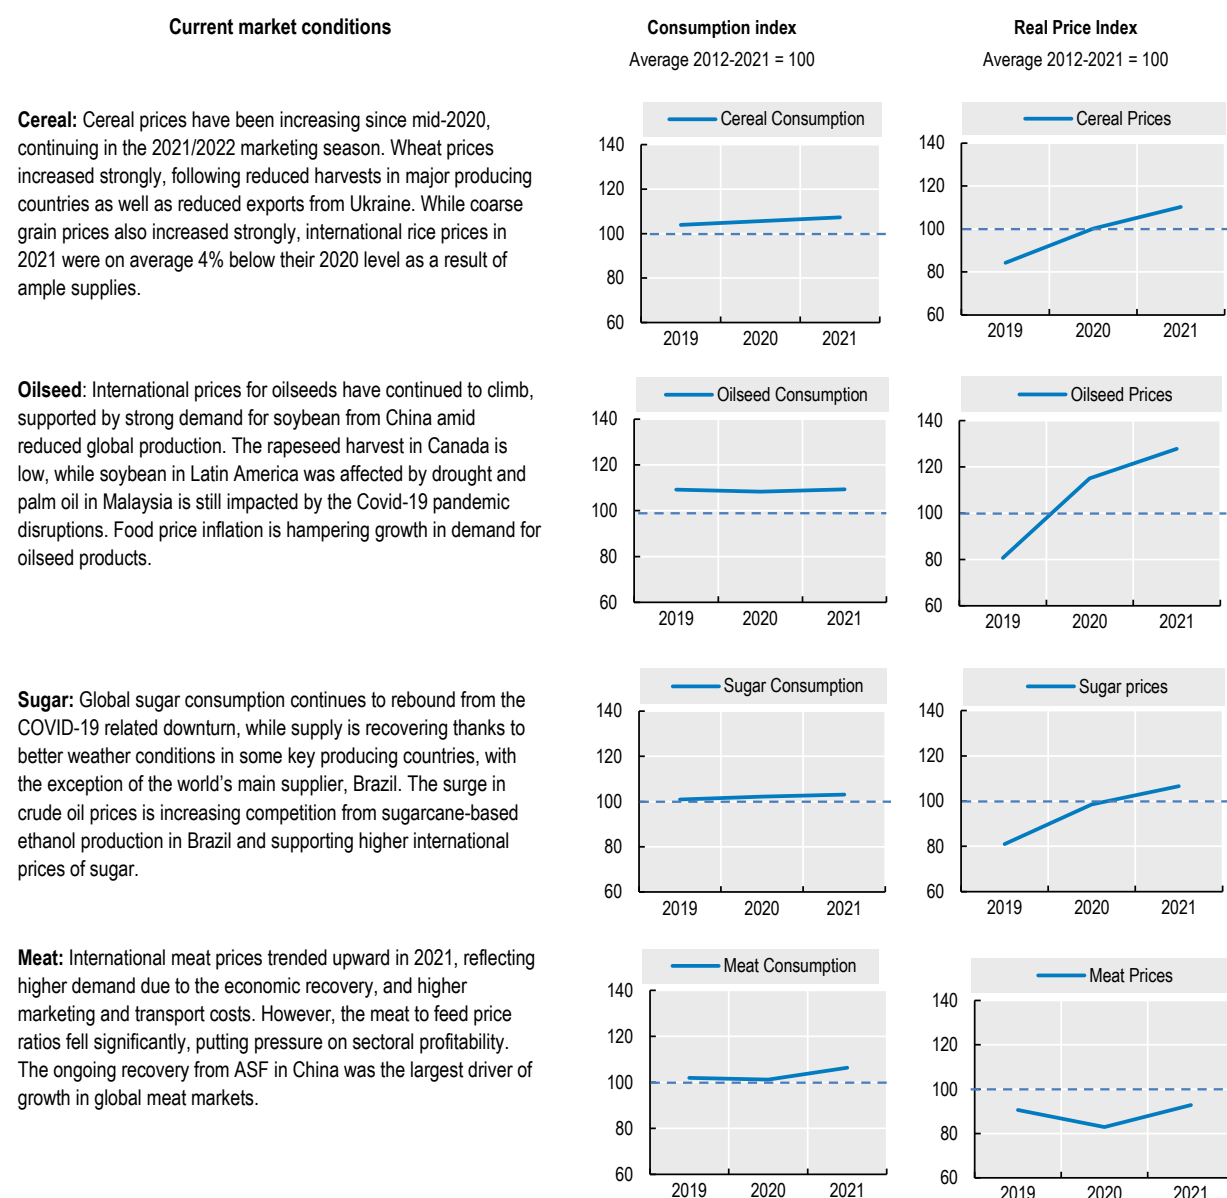 Current market conditions
Consumption index
Real Price Index
Average 2012-2021 = 100
Average 2012-2021 = 100
Cereal: Cereal prices have been increasing since mid-2020,
continuing in the 2021/2022 marketing season. Wheat prices
increased strongly, following reduced harvests in major producing
countries as well as reduced exports from Ukraine. While coarse
grain prices also increased strongly, international rice prices in
2021 were on average 4% below their 2020 level as a result of
ample supplies.
Cereal Consumption
140
120
100
80
60
2019 2020 2021
Cereal Prices
140
120
100
80
60
2019 2020 2021
Oilseed: International prices for oilseeds have continued to climb,
supported by strong demand for soybean from China amid
reduced global production. The rapeseed harvest in Canada is
low, while soybean in Latin America was affected by drought and
palm oil in Malaysia is still impacted by the Covid-19 pandemic
disruptions. Food price inflation is hampering growth in demand for
oilseed products.
Oilseed Consumption
140
120
100
80
60
2019 2020 2021
Oilseed Prices
140
120
100
80
60
2019 2020 2021
Sugar: Global sugar consumption continues to rebound from the
COVID-19 related downturn, while supply is recovering thanks to
better weather conditions in some key producing countries, with
the exception of the world's main supplier, Brazil. The surge in
crude oil prices is increasing competition from sugarcane-based
ethanol production in Brazil and supporting higher international
prices of sugar.
Sugar Consumption
140
120
100
80
60
2019 2020 2021
Sugar prices
140
120
100
80
60
2019 2020 2021
Meat: International meat prices trended upward in 2021, reflecting
higher demand due to the economic recovery, and higher
marketing and transport costs. However, the meat to feed price
ratios fell significantly, putting pressure on sectoral profitability.
The ongoing recovery from ASF in China was the largest driver of
growth in global meat markets.
Meat Consumption
140
120
100
80
60
2019 2020 2021
Meat Prices
140
120
100
80
60
2019 2020 2021